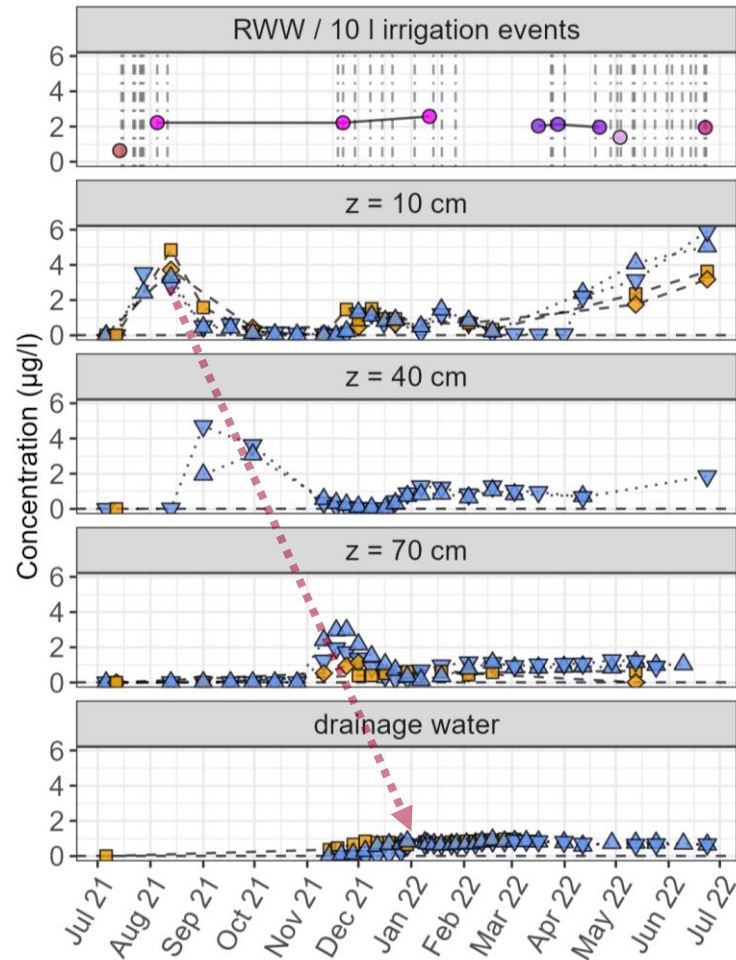 RWW / 10 l irrigation events
6
4
2
0
z = 10 cm
6
4
2
0
z = 40 cm
6
4
2
0
z = 70 cm
6
4
2
0
drainage water
6
4
2
0
Concentration (µg/l)
Jul 21
Aug 21
Sep 21
Oct 21
Nov 21
Dec 21
Jan 22
Feb 22
Mar 22
Apr 22
May 22
Jun 22
Jul 22